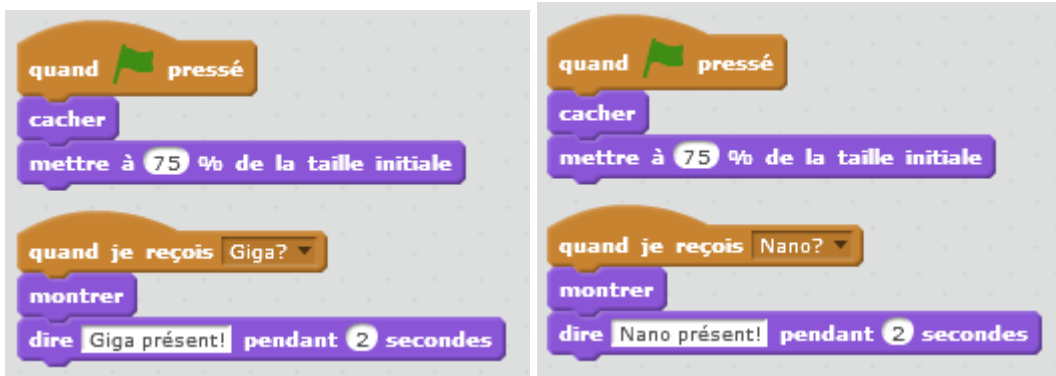 quand pressé
cacher
mettre à 75 % de la taille initiale
quand je reçois Giga?
montrer
dire Giga présent! pendant 2 secondes
quand pressé
cacher
mettre à 75 % de la taille initiale
quand je reçois Nano?
montrer
dire Nano présent! pendant 2 secondes